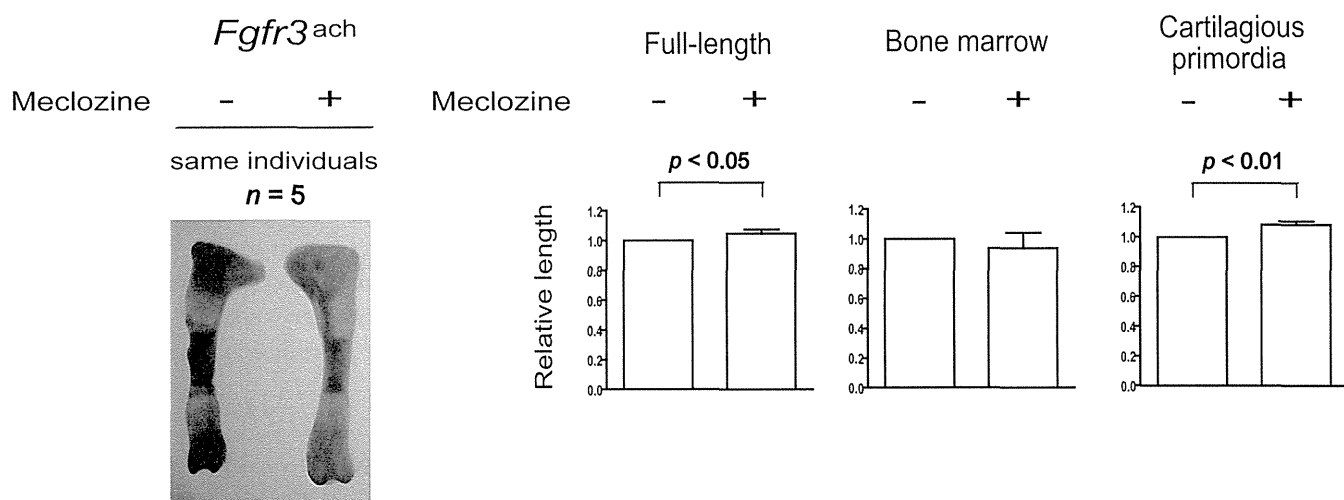 Fgfr3 ach
Meclozine - +
same individuals
n = 5
Full-length
Bone marrow
Cartilagious
primordia
Meclozine - + - + - +
p < 0.05
p < 0.01
Relative length
1.2
1.0
0.8
0.6
0.4
0.2
0.0
1.2
1.0
0.8
0.6
0.4
0.2
0.0
1.2
1.0
0.8
0.6
0.4
0.2
0.0